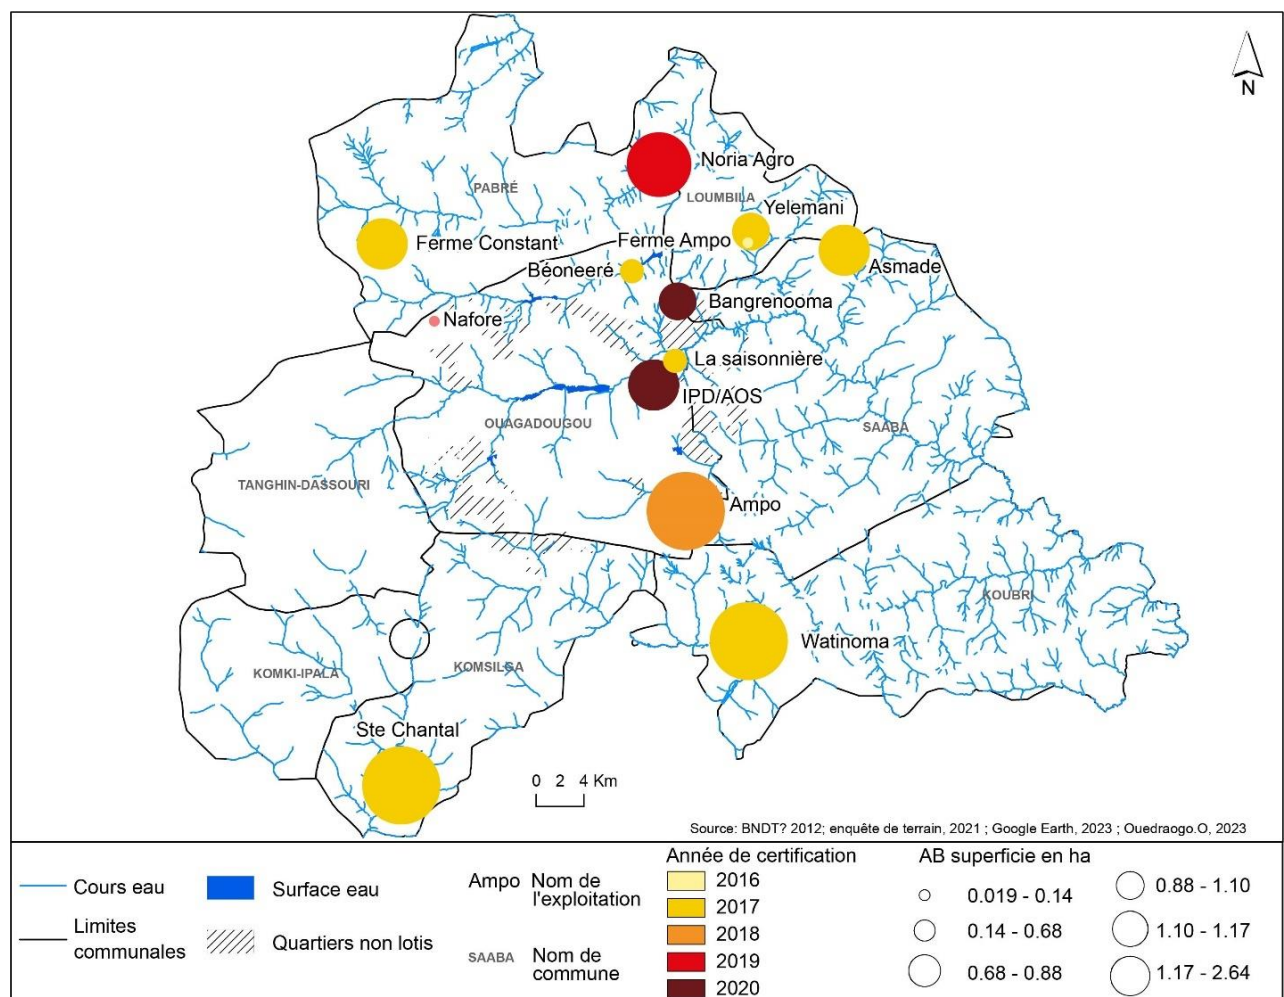 N
Noria Agro
PABRÉ
LOUMBILA
Yelemani
Ferme Constant
Ferme Ampo
Béoneeré
Asmade
Bangrenooma
Nafore
La saisonnière
IPD/AOS
OUAGADOUGOU
SAABA
TANGHIN-DASSOURI
Ampo
KOUBRI
Watinoma
KOMKI-IPALA
KOMSILGA
Ste Chantal
0 2 4 Km
Source: BNDT? 2012; enquête de terrain, 2021 ; Google Earth, 2023 ; Ouedraogo.O, 2023
Cours eau
Limites
communales
Surface eau
Quartiers non lotis
Ampo Nom de
l'exploitation
SAABA Nom de
commune
Année de certification
2016
2017
2018
2019
2020
AB superficie en ha
0.019 - 0.14
0.14 - 0.68
0.68 - 0.88
0.88 - 1.10
1.10 - 1.17
1.17 - 2.64